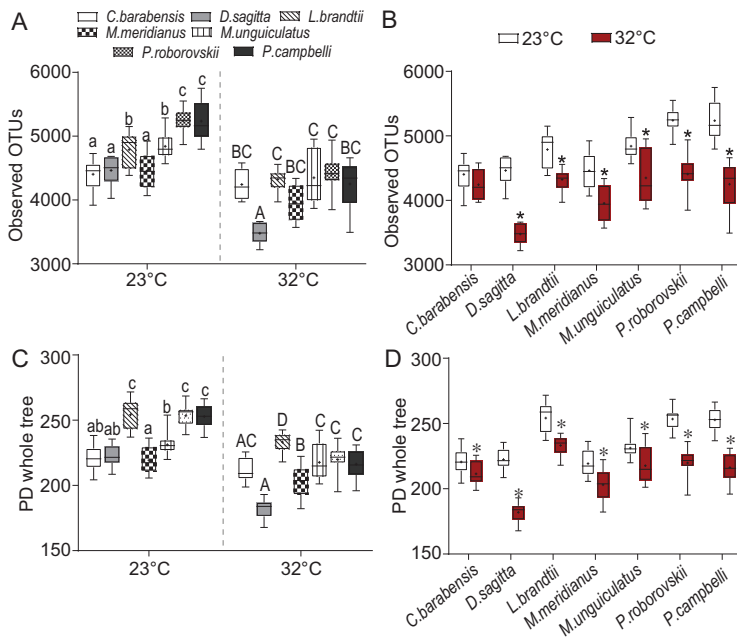 A
C.barabensis D.sagitta L.brandtii
M.meridianus M.unguiculatus
P.roborovskii P.campbelli
Observed OTUs
6000
5000
4000
3000
a a b a b c c
BC A C BC C C BC
23°C 32°C
B
23°C 32°C
Observed OTUs
6000
5000
4000
3000
* * * * * *
C.barabensis
D.sagitta
L.brandtii
M.meridianus
M.unguiculatus
P.roborovskii
P.campbelli
C
PD whole tree
300
250
200
150
ab ab c a b c c
AC A D B C C C
23°C 32°C
D
PD whole tree
300
250
200
150
* * * * * * *
C.barabensis
D.sagitta
L.brandtii
M.meridianus
M.unguiculatus
P.roborovskii
P.campbelli